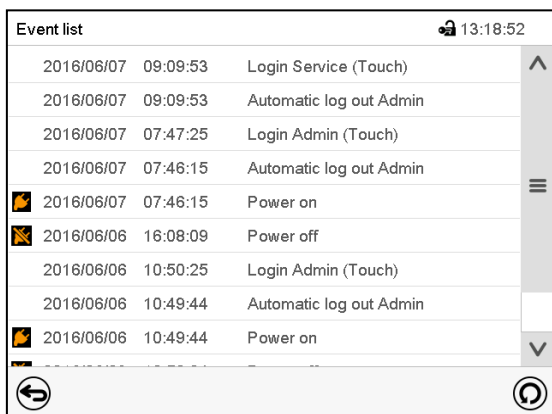 Event list 13:18:52
2016/06/07 09:09:53 Login Service (Touch)
2016/06/07 09:09:53 Automatic log out Admin
2016/06/07 07:47:25 Login Admin (Touch)
2016/06/07 07:46:15 Automatic log out Admin
2016/06/07 07:46:15 Power on
2016/06/06 16:08:09 Power off
2016/06/06 10:50:25 Login Admin (Touch)
2016/06/06 10:49:44 Automatic log out Admin
2016/06/06 10:49:44 Power on